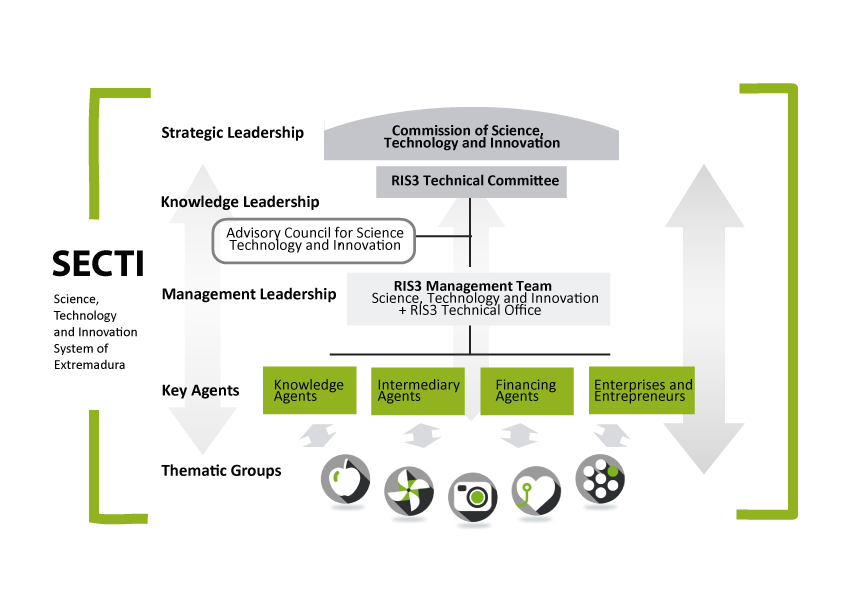 Strategic Leadership
Commission of Science,
Technology and Innovation
RIS3 Technical Committee
Knowledge Leadership
Advisory Council for Science
Technology and Innovation
SECTI
Science,
Technology
and Innovation
System of
Extremadura
Management Leadership
RIS3 Management Team
Science, Technology and Innovation
+ RIS3 Technical Office
Key Agents
Knowledge
Agents
Intermediary
Agents
Financing
Agents
Enterprises and
Entrepreneurs
Thematic Groups